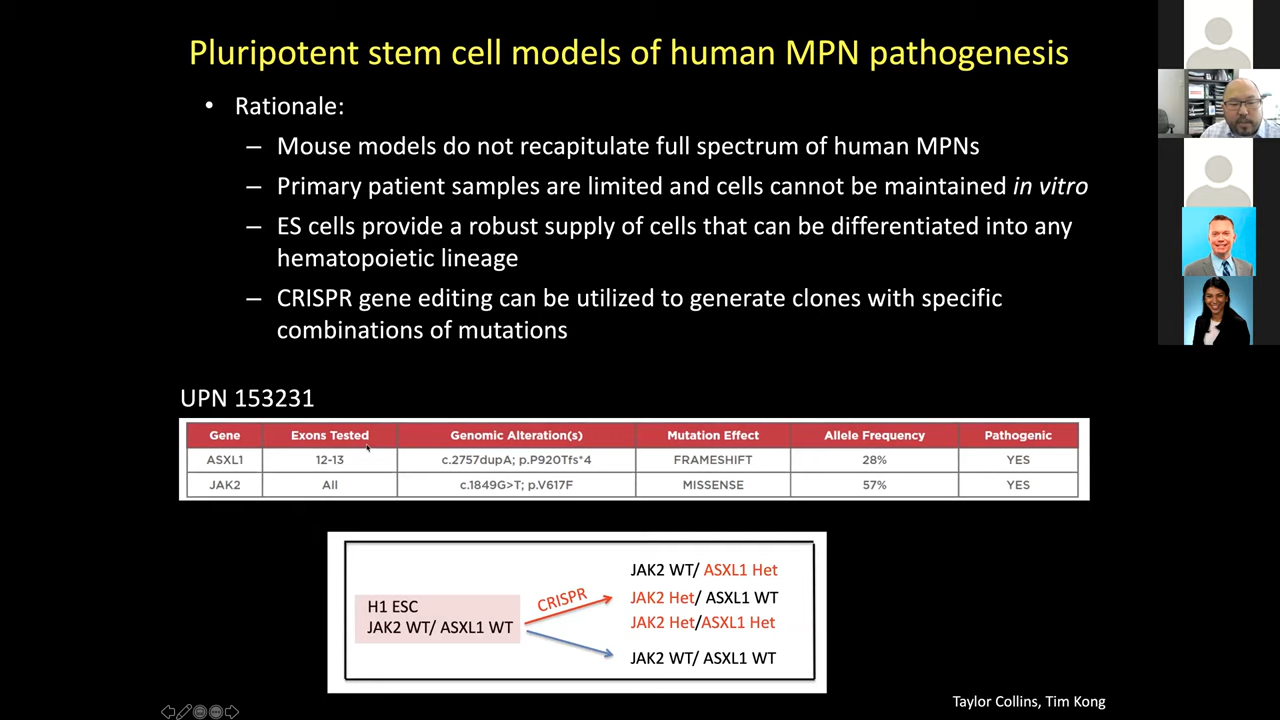 Pluripotent stem cell models of human MPN pathogenesis
• Rationale:
– Mouse models do not recapitulate full spectrum of human MPNs
– Primary patient samples are limited and cells cannot be maintained in vitro
– ES cells provide a robust supply of cells that can be differentiated into any
hematopoietic lineage
– CRISPR gene editing can be utilized to generate clones with specific
combinations of mutations
UPN 153231
Gene Exons Tested Genomic Alteration(s) Mutation Effect Allele Frequency Pathogenic
ASXL1 12-13 c.2757dupA; p.P920Tfs*4 FRAMESHIFT 28% YES
JAK2 All c.1849G>T; p.V617F MISSENSE 57% YES
H1 ESC
JAK2 WT/ ASXL1 WT
CRISPR
JAK2 WT/ ASXL1 Het
JAK2 Het/ ASXL1 WT
JAK2 Het/ASXL1 Het
JAK2 WT/ ASXL1 WT
Taylor Collins, Tim Kong